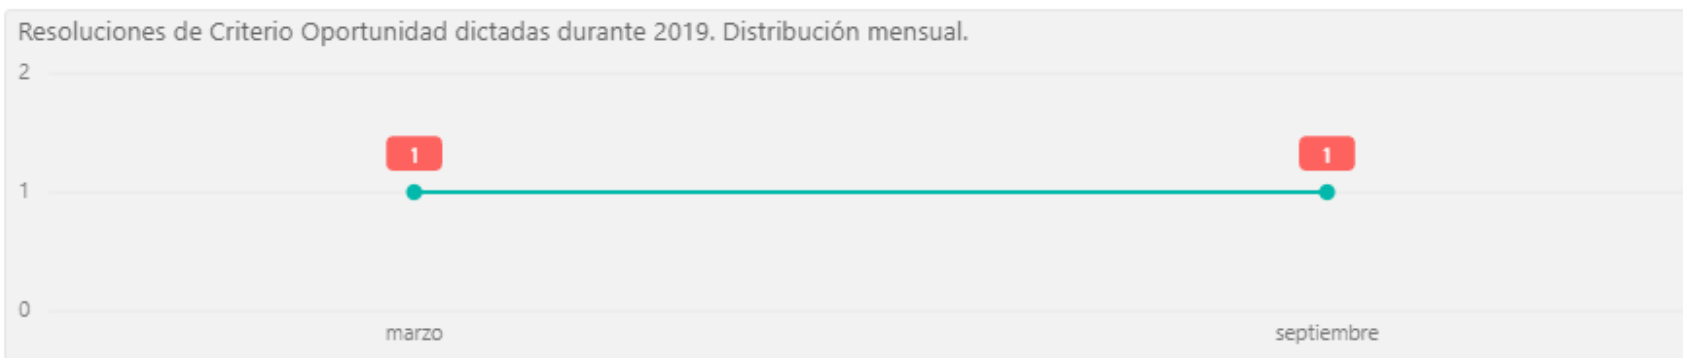 Resoluciones de Criterio Oportunidad dictadas durante 2019. Distribución mensual.
2
1 1
1
0
marzo septiembre